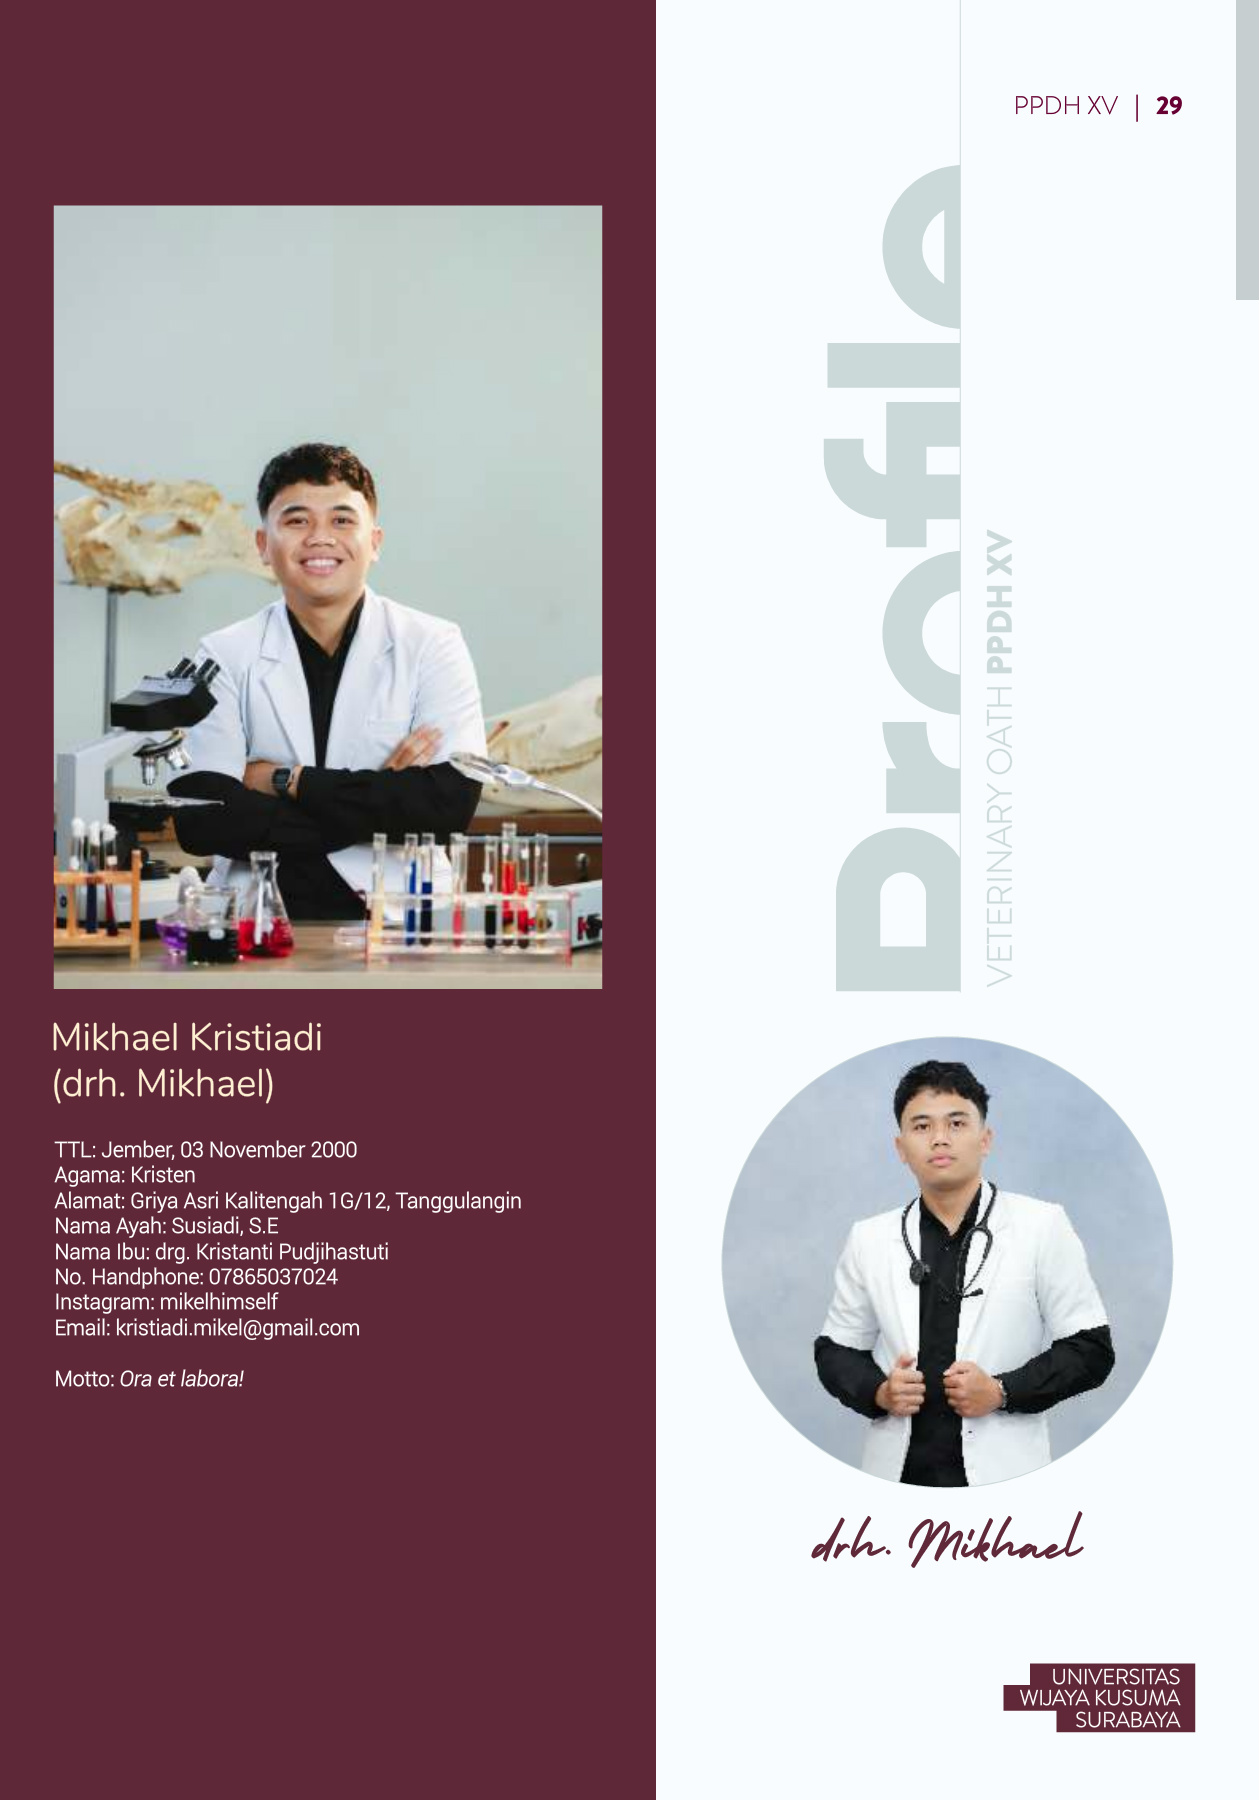 PPDH XV | 29
Profile
VETERINARY OATH PPDH XV
Mikhael Kristiadi
(drh. Mikhael)
TTL: Jember, 03 November 2000
Agama: Kristen
Alamat: Griya Asri Kalitengah 1G/12, Tanggulangin
Nama Ayah: Susiadi, S.E
Nama Ibu: drg. Kristanti Pudjihastuti
No. Handphone: 07865037024
Instagram: mikelhimself
Email: kristiadi.mikel@gmail.com
Motto: Ora et labora!
drh. Mikhael
UNIVERSITAS
WIJAYA KUSUMA
SURABAYA